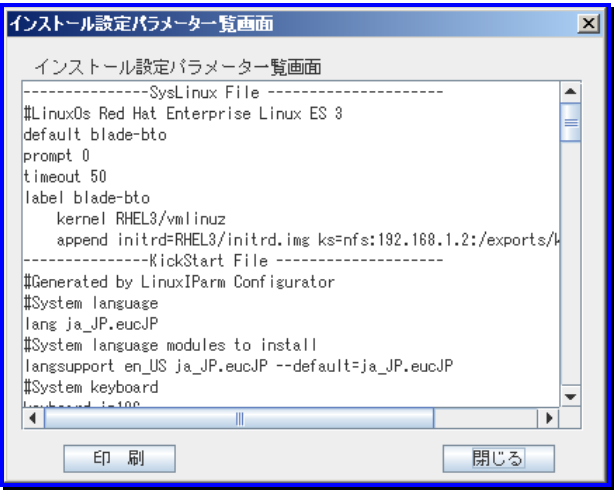 インストール設定パラメーター覧画面
インストール設定パラメーター覧画面
---------------SysLinux File ---------------------
#LinuxOs Red Hat Enterprise Linux ES 3
default blade-bto
prompt 0
timeout 50
label blade-bto
    kernel RHEL3/vmlinuz
    append initrd=RHEL3/initrd.img ks=nfs:192.168.1.2:/exports/k
---------------KickStart File --------------------
#Generated by LinuxIParm Configurator
#System language
lang ja_JP.eucJP
#System language modules to install
langsupport en_US ja_JP.eucJP --default=ja_JP.eucJP
#System keyboard
印 刷
閉じる